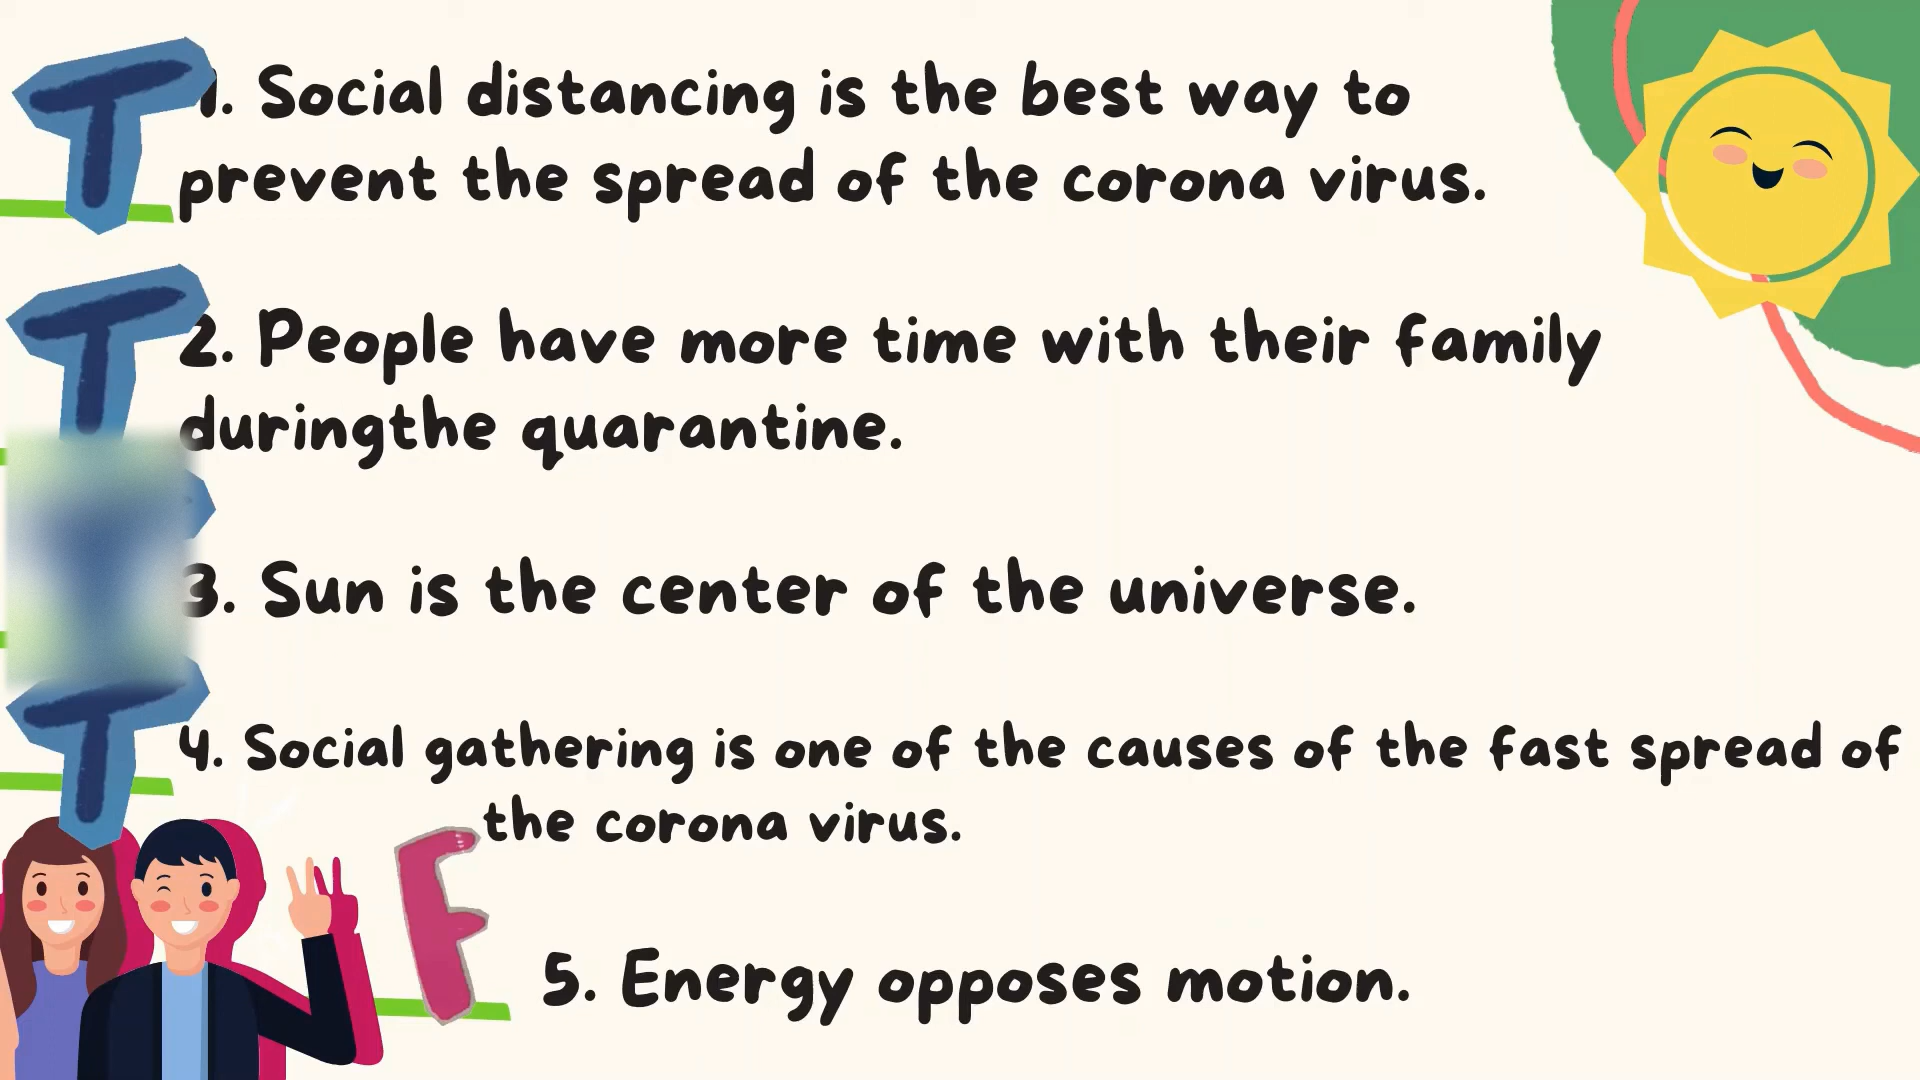 T 1. Social distancing is the best way to
prevent the spread of the corona virus.
T 2. People have more time with their family
duringthe quarantine.
3. Sun is the center of the universe.
T 4. Social gathering is one of the causes of the fast spread of
the corona virus.
F 5. Energy opposes motion.